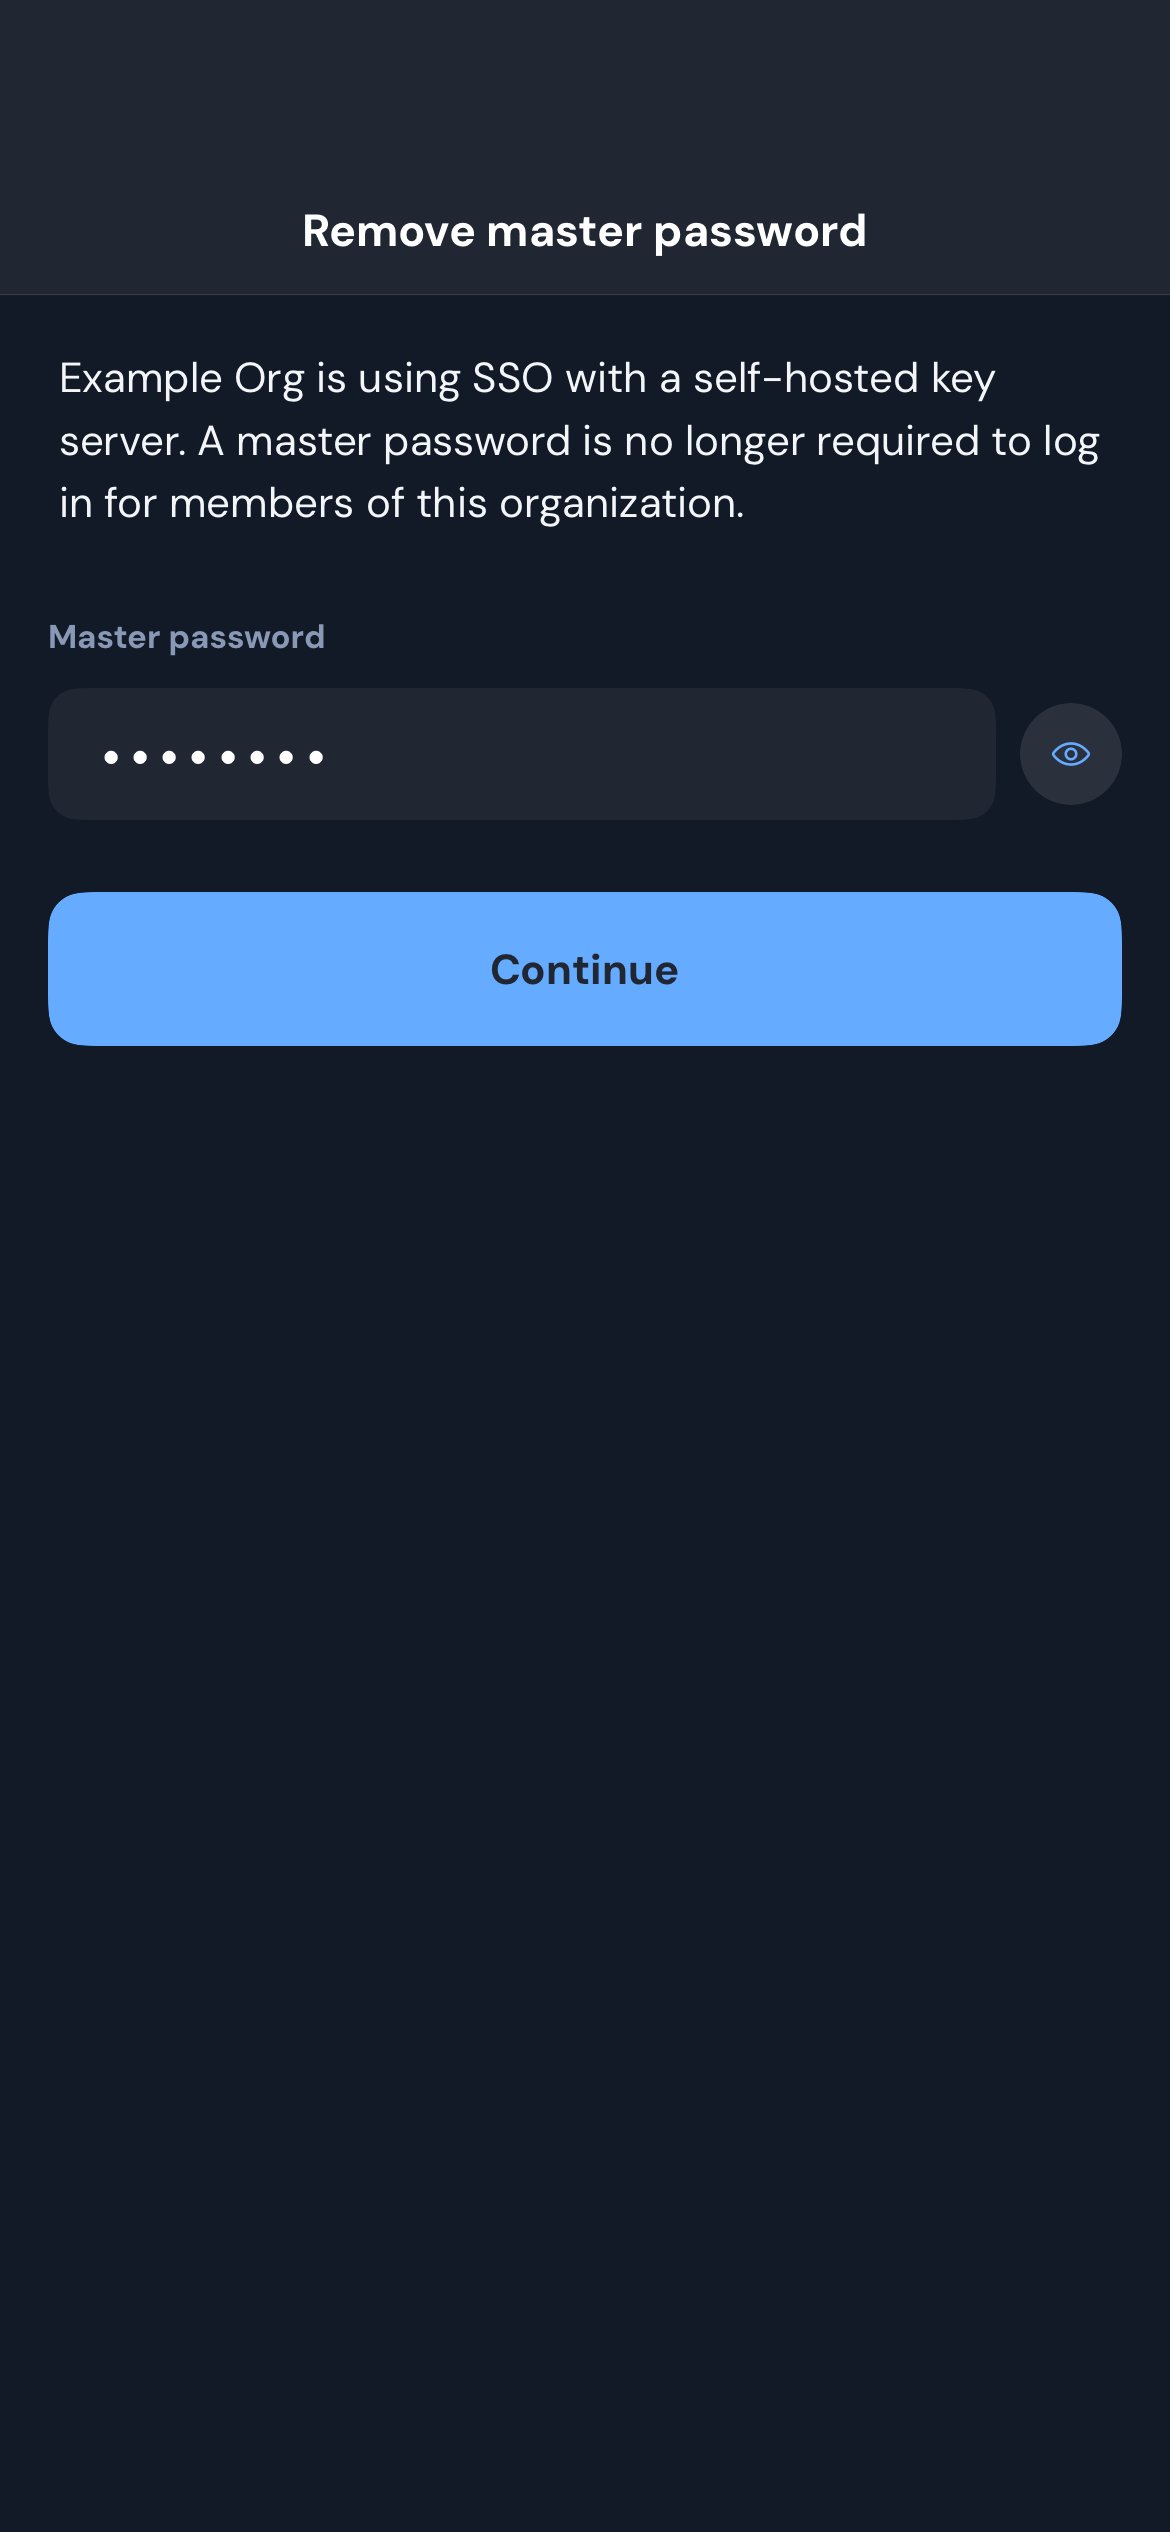 Remove master password
Example Org is using SSO with a self-hosted key
server. A master password is no longer required to log
in for members of this organization.
Master password
••••••••
Continue